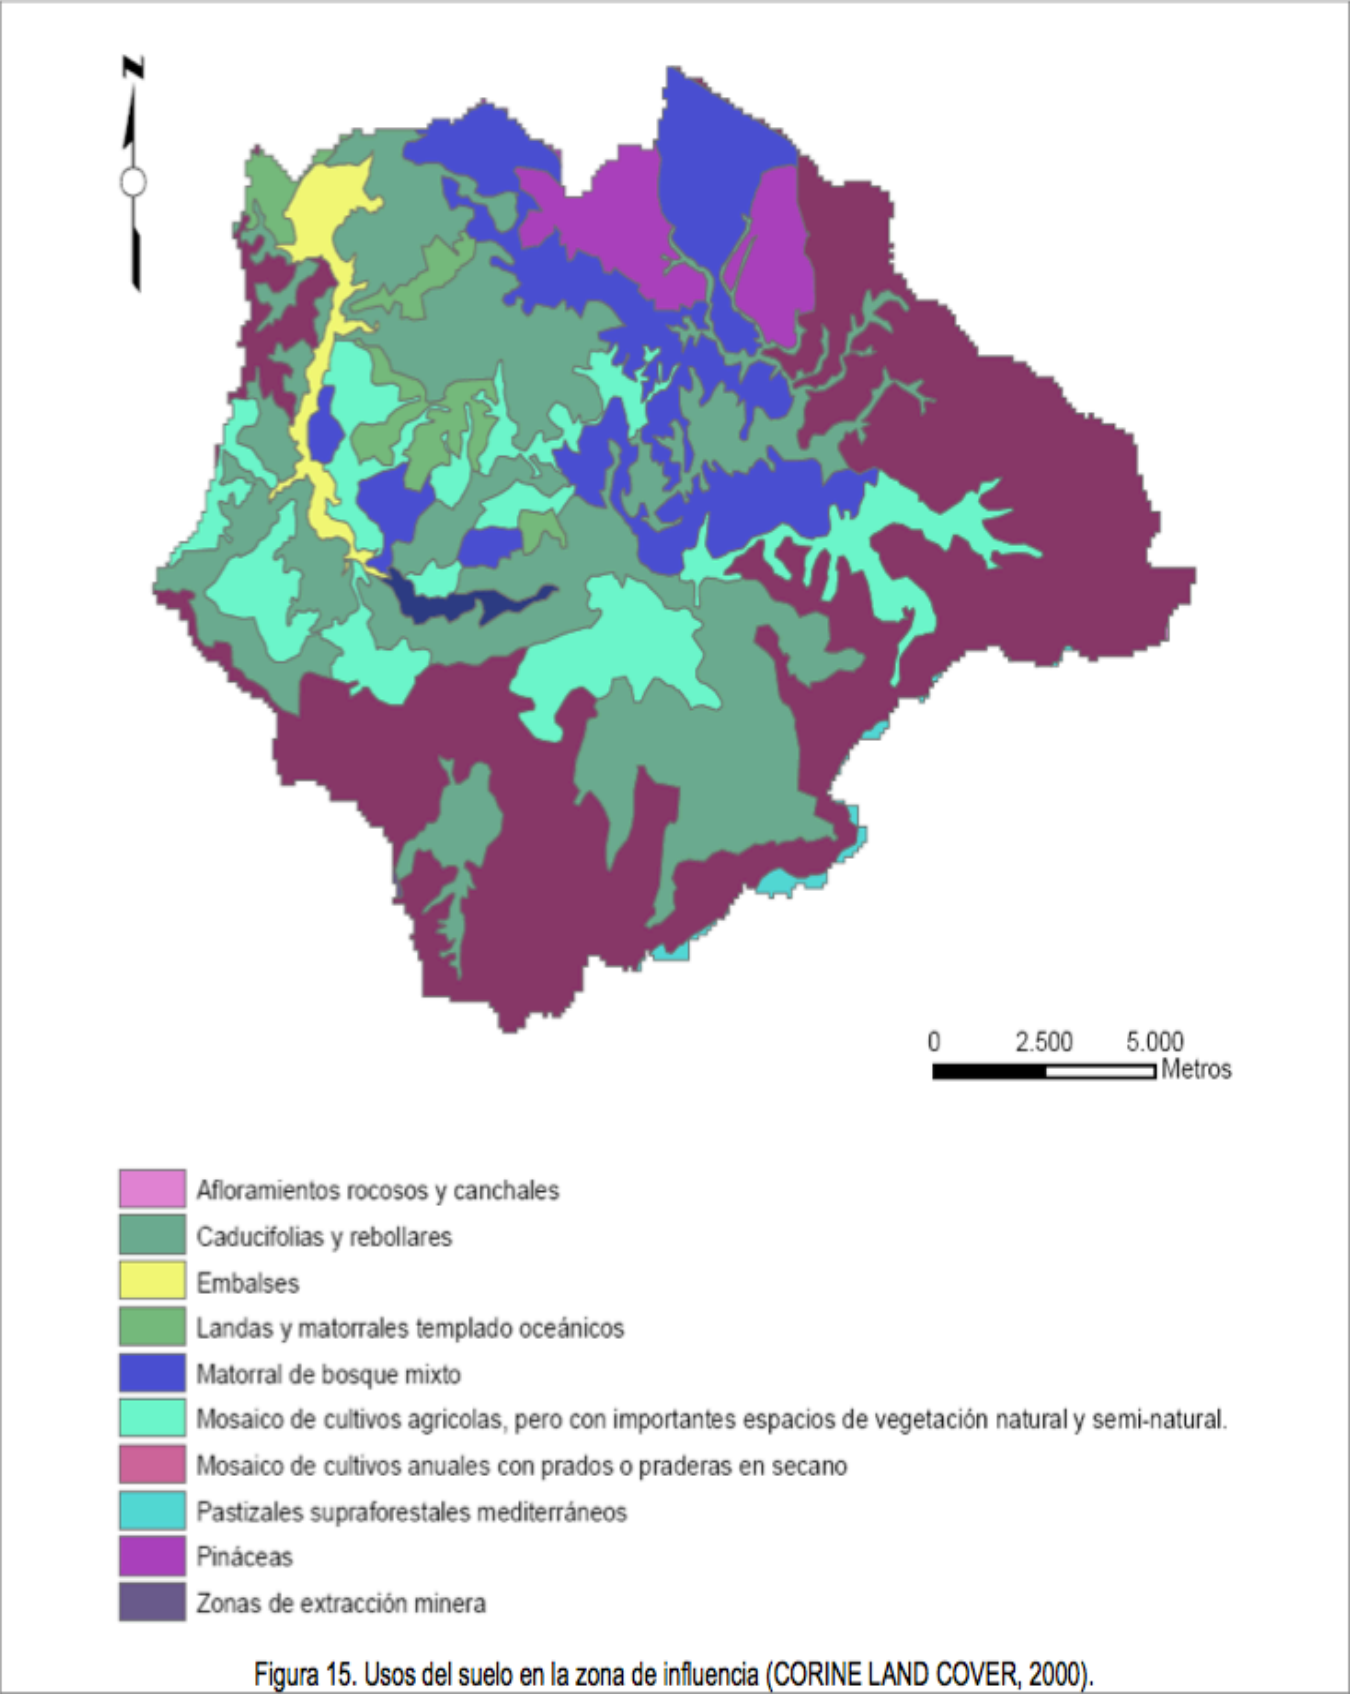 N
0 2.500 5.000
Metros
Afloramientos rocosos y canchales
Caducifolias y rebollares
Embalses
Landas y matorrales templado oceánicos
Matorral de bosque mixto
Mosaico de cultivos agricolas, pero con importantes espacios de vegetación natural y semi-natural.
Mosaico de cultivos anuales con prados o praderas en secano
Pastizales supraforestales mediterráneos
Pináceas
Zonas de extracción minera
Figura 15. Usos del suelo en la zona de influencia (CORINE LAND COVER, 2000).